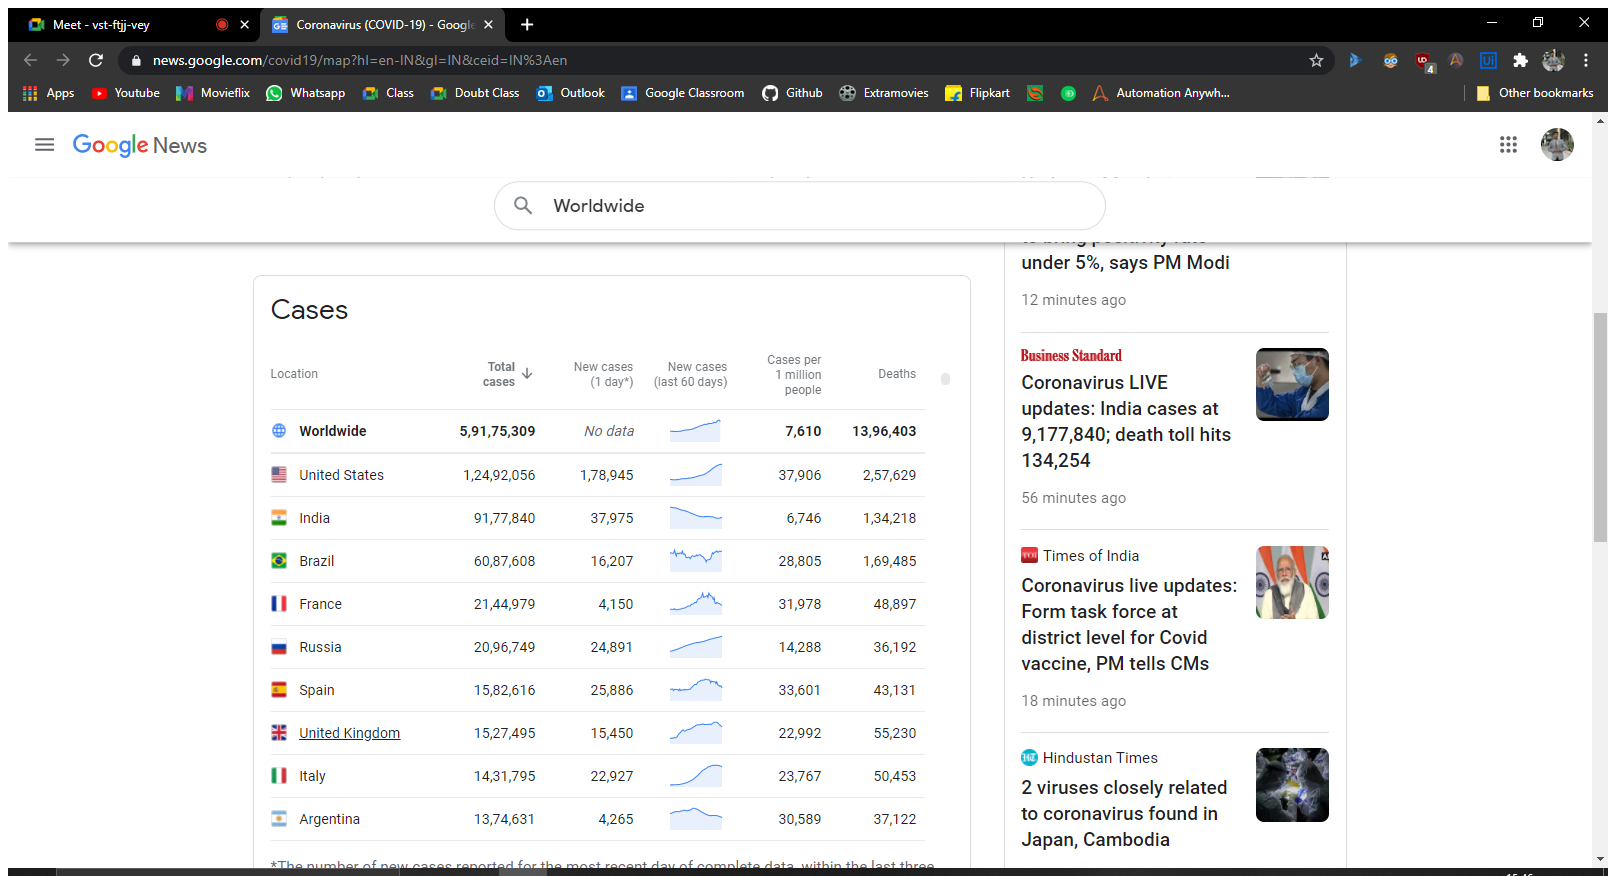 Meet - vst-ftjj-vey
Coronavirus (COVID-19) - Google
news.google.com/covid19/map?hl=en-IN&gl=IN&ceid=IN%3Aen
UD 4 Ui
Apps Youtube Movieflix Whatsapp Class Doubt Class Outlook Google Classroom Github Extramovies Flipkart Automation Anywh... Other bookmarks
Google News
Worldwide
to bring positivity rate
under 5%, says PM Modi
12 minutes ago
Cases
Location Total cases New cases (1 day*) New cases (last 60 days) Cases per 1 million people Deaths
Worldwide 5,91,75,309 No data 7,610 13,96,403
United States 1,24,92,056 1,78,945 37,906 2,57,629
India 91,77,840 37,975 6,746 1,34,218
Brazil 60,87,608 16,207 28,805 1,69,485
France 21,44,979 4,150 31,978 48,897
Russia 20,96,749 24,891 14,288 36,192
Spain 15,82,616 25,886 33,601 43,131
United Kingdom 15,27,495 15,450 22,992 55,230
Italy 14,31,795 22,927 23,767 50,453
Argentina 13,74,631 4,265 30,589 37,122
*The number of new cases reported for the most recent day of complete data, within the last three
Business Standard
Coronavirus LIVE
updates: India cases at
9,177,840; death toll hits
134,254
56 minutes ago
TOI Times of India
Coronavirus live updates:
Form task force at
district level for Covid
vaccine, PM tells CMs
18 minutes ago
HT Hindustan Times
2 viruses closely related
to coronavirus found in
Japan, Cambodia